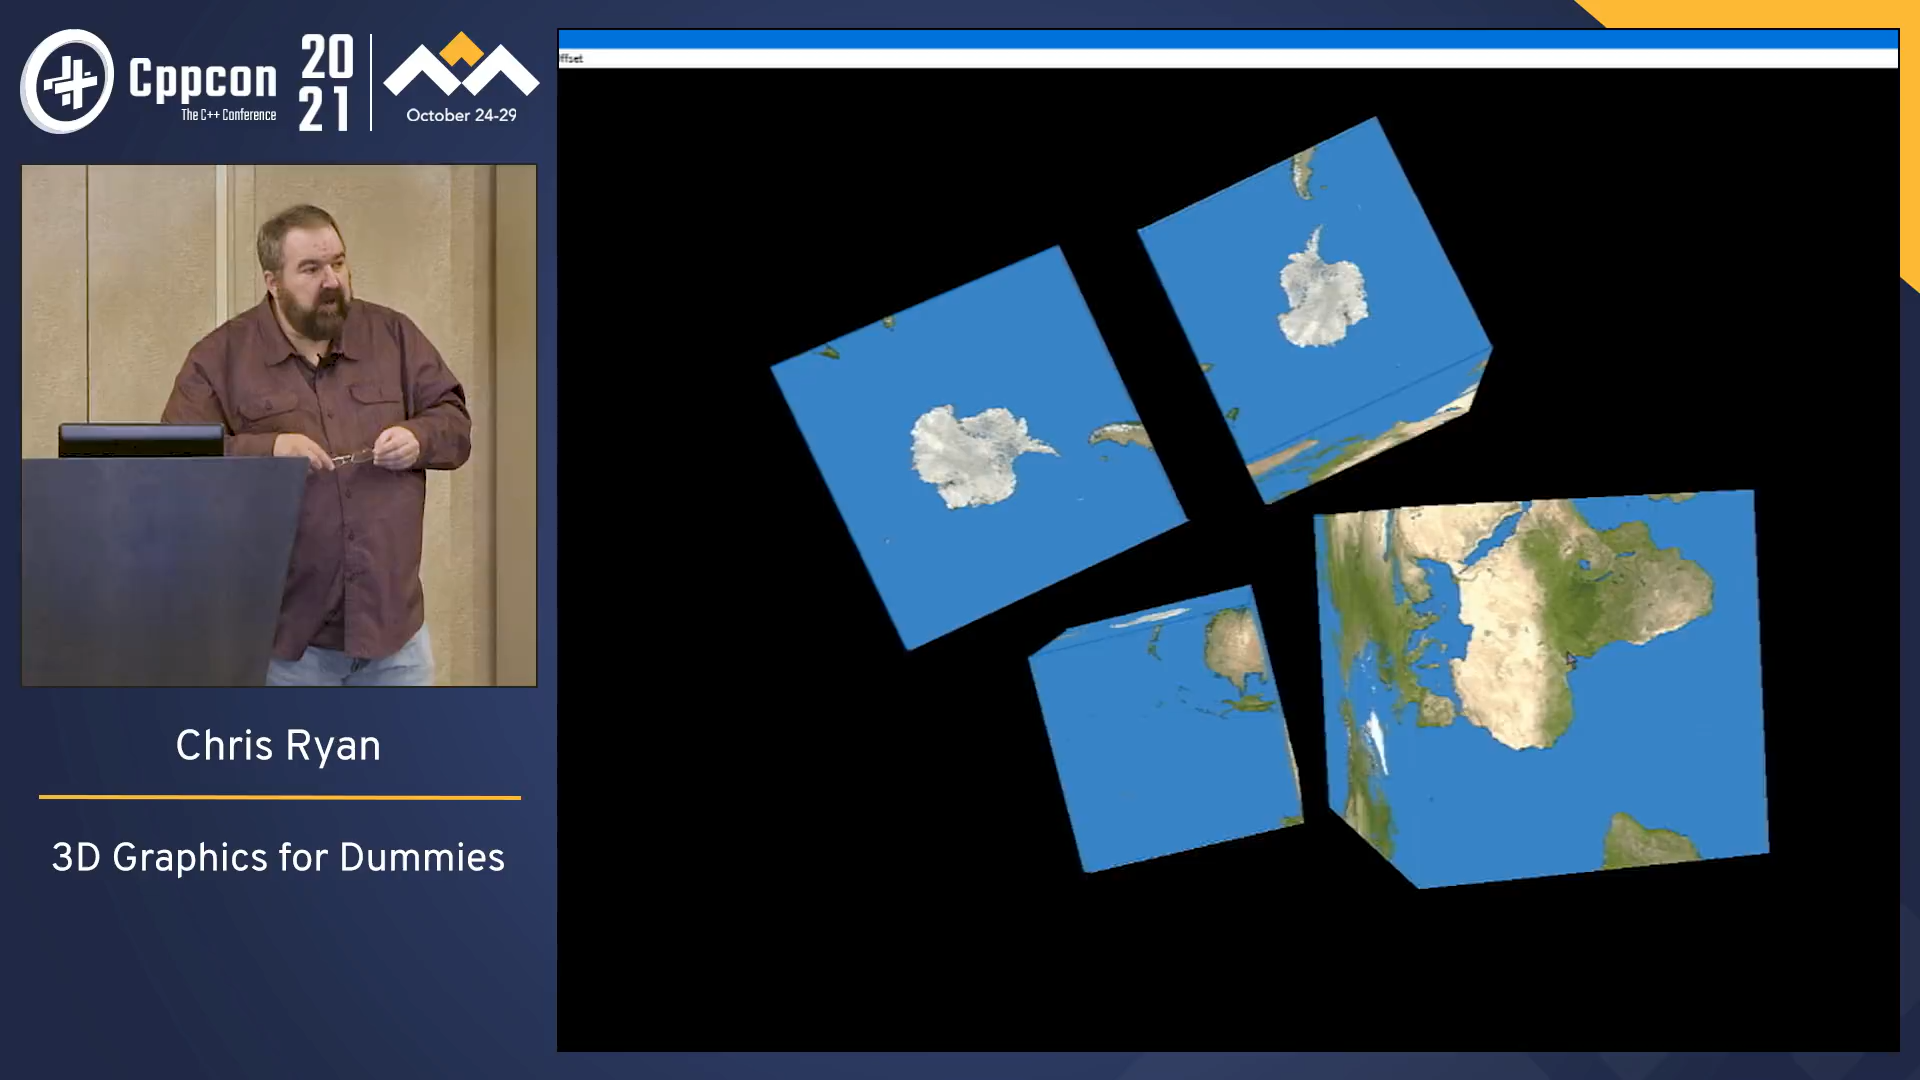 Cppcon
The C++ Conference
20
21
October 24-29
ffset
Chris Ryan
3D Graphics for Dummies